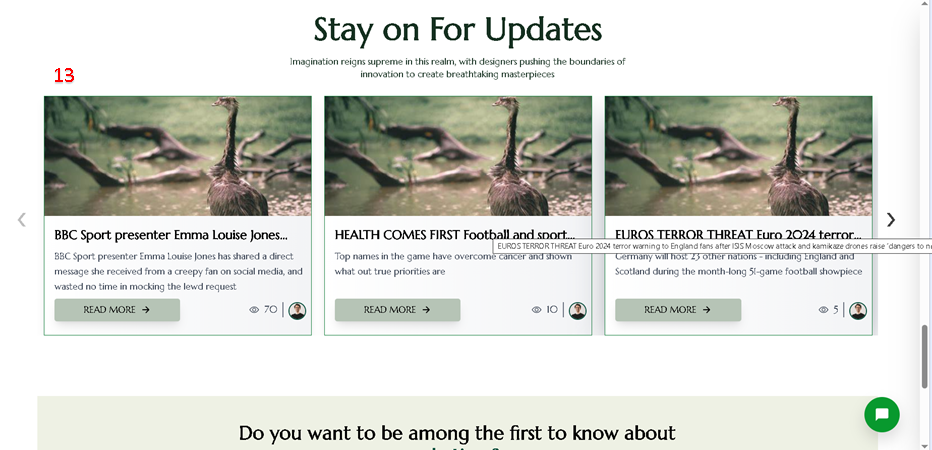 Stay on For Updates
Imagination reigns supreme in this realm, with designers pushing the boundaries of
innovation to create breathtaking masterpieces
13
BBC Sport presenter Emma Louise Jones...
BBC Sport presenter Emma Louise Jones has shared a direct
message she received from a creepy fan on social media, and
wasted no time in mocking the lewd request
READ MORE →
70
HEALTH COMES FIRST Football and sport...
Top names in the game have overcome cancer and shown
what out true priorities are
READ MORE →
10
EUROS TERROR THREAT Euro 2024 terror...
EUROS TERROR THREAT Euro 2024 terror warning to England fans after ISIS Moscow attack and kamikaze drones raise 'dangers to
Germany will host 23 other nations - including England and
Scotland during the month-long 51-game football showpiece
READ MORE →
5
Do you want to be among the first to know about